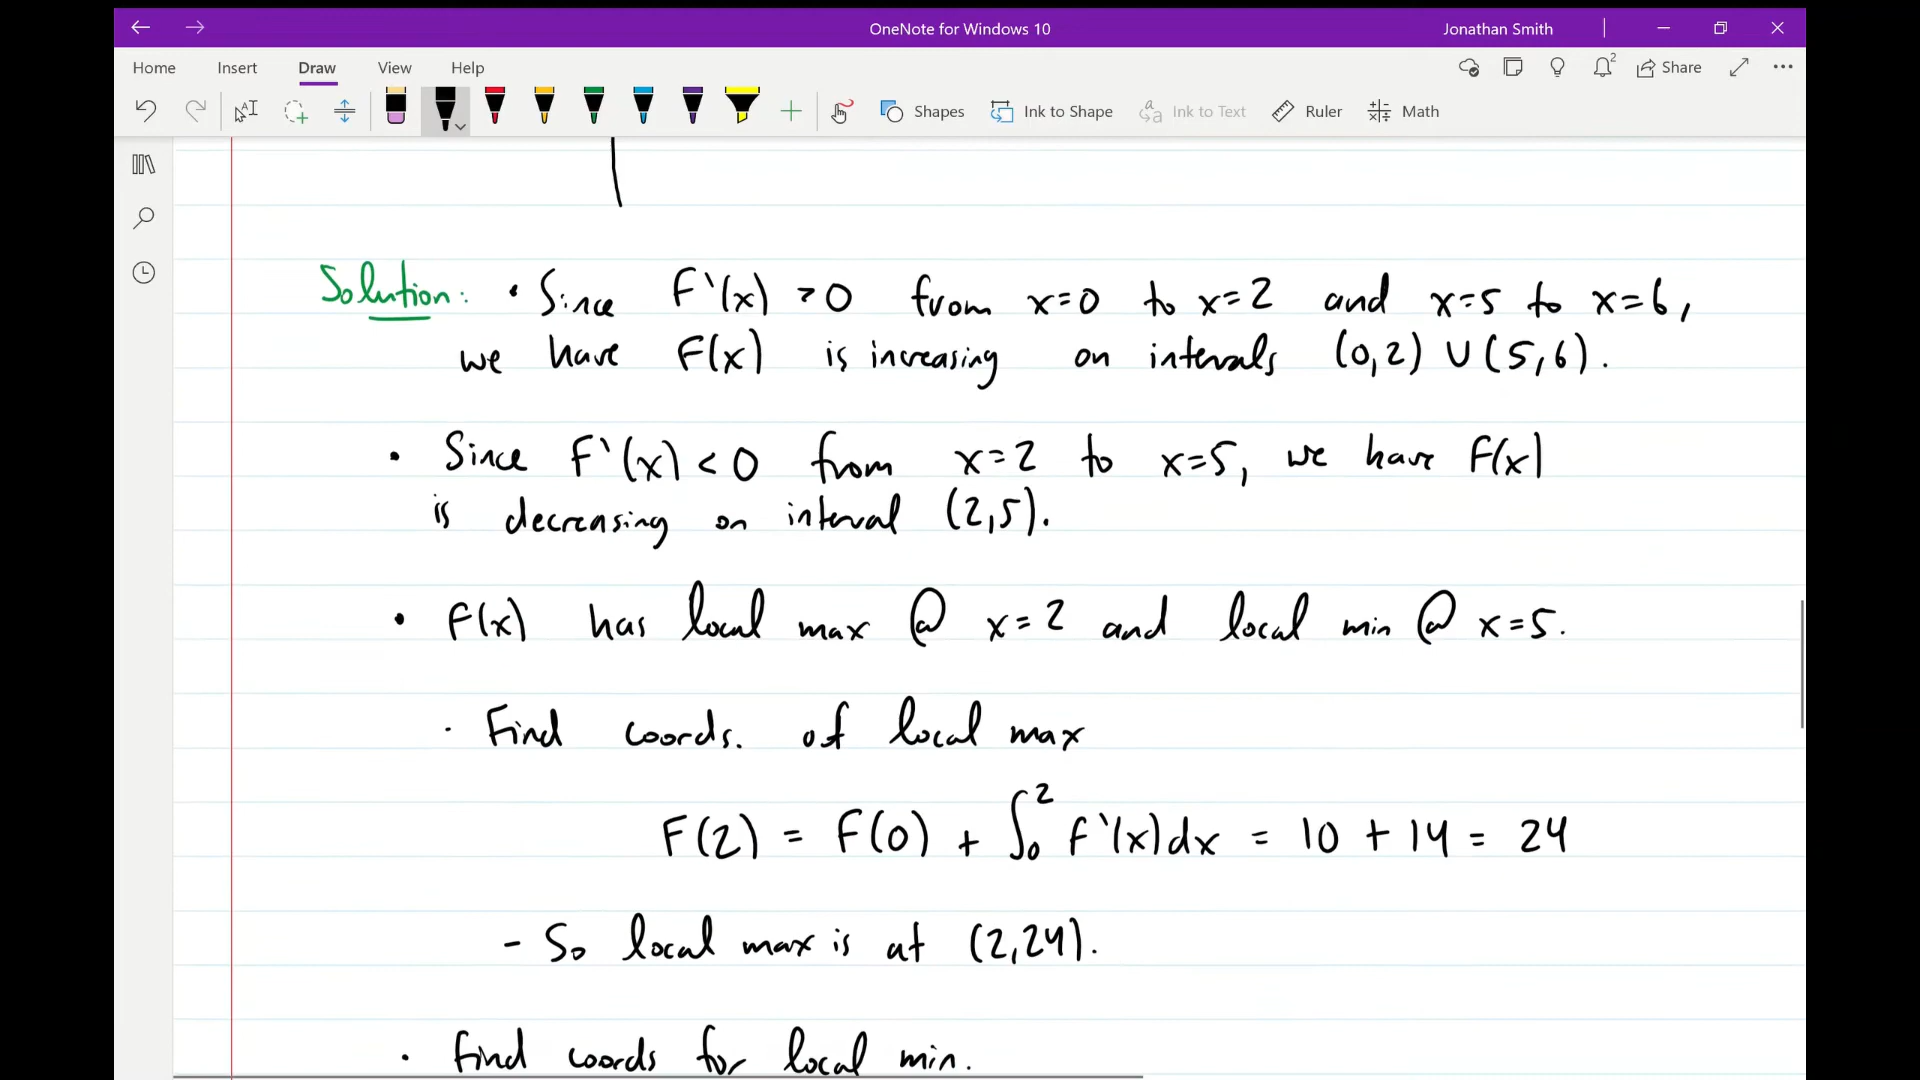 OneNote for Windows 10
Jonathan Smith
Home Insert Draw View Help
2 Share
Shapes Ink to Shape Ink to Text Ruler Math
Solution: • Since F'(x) > 0 from x=0 to x=2 and x=5 to x=6,
we have F(x) is increasing on intervals (0,2) ∪ (5,6).
• Since F'(x) < 0 from x=2 to x=5, we have F(x)
is decreasing on interval (2,5).
• F(x) has local max @ x=2 and local min @ x=5.
· Find coords. of local max
F(2) = F(0) + ∫₀² F'(x)dx = 10 + 14 = 24
- So local max is at (2,24).
• Find coords for local min.